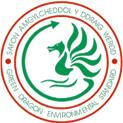 SAFON AMGYLCHEDDOL Y DDRAIG WERDD
GREEN DRAGON ENVIRONMENTAL STANDARD